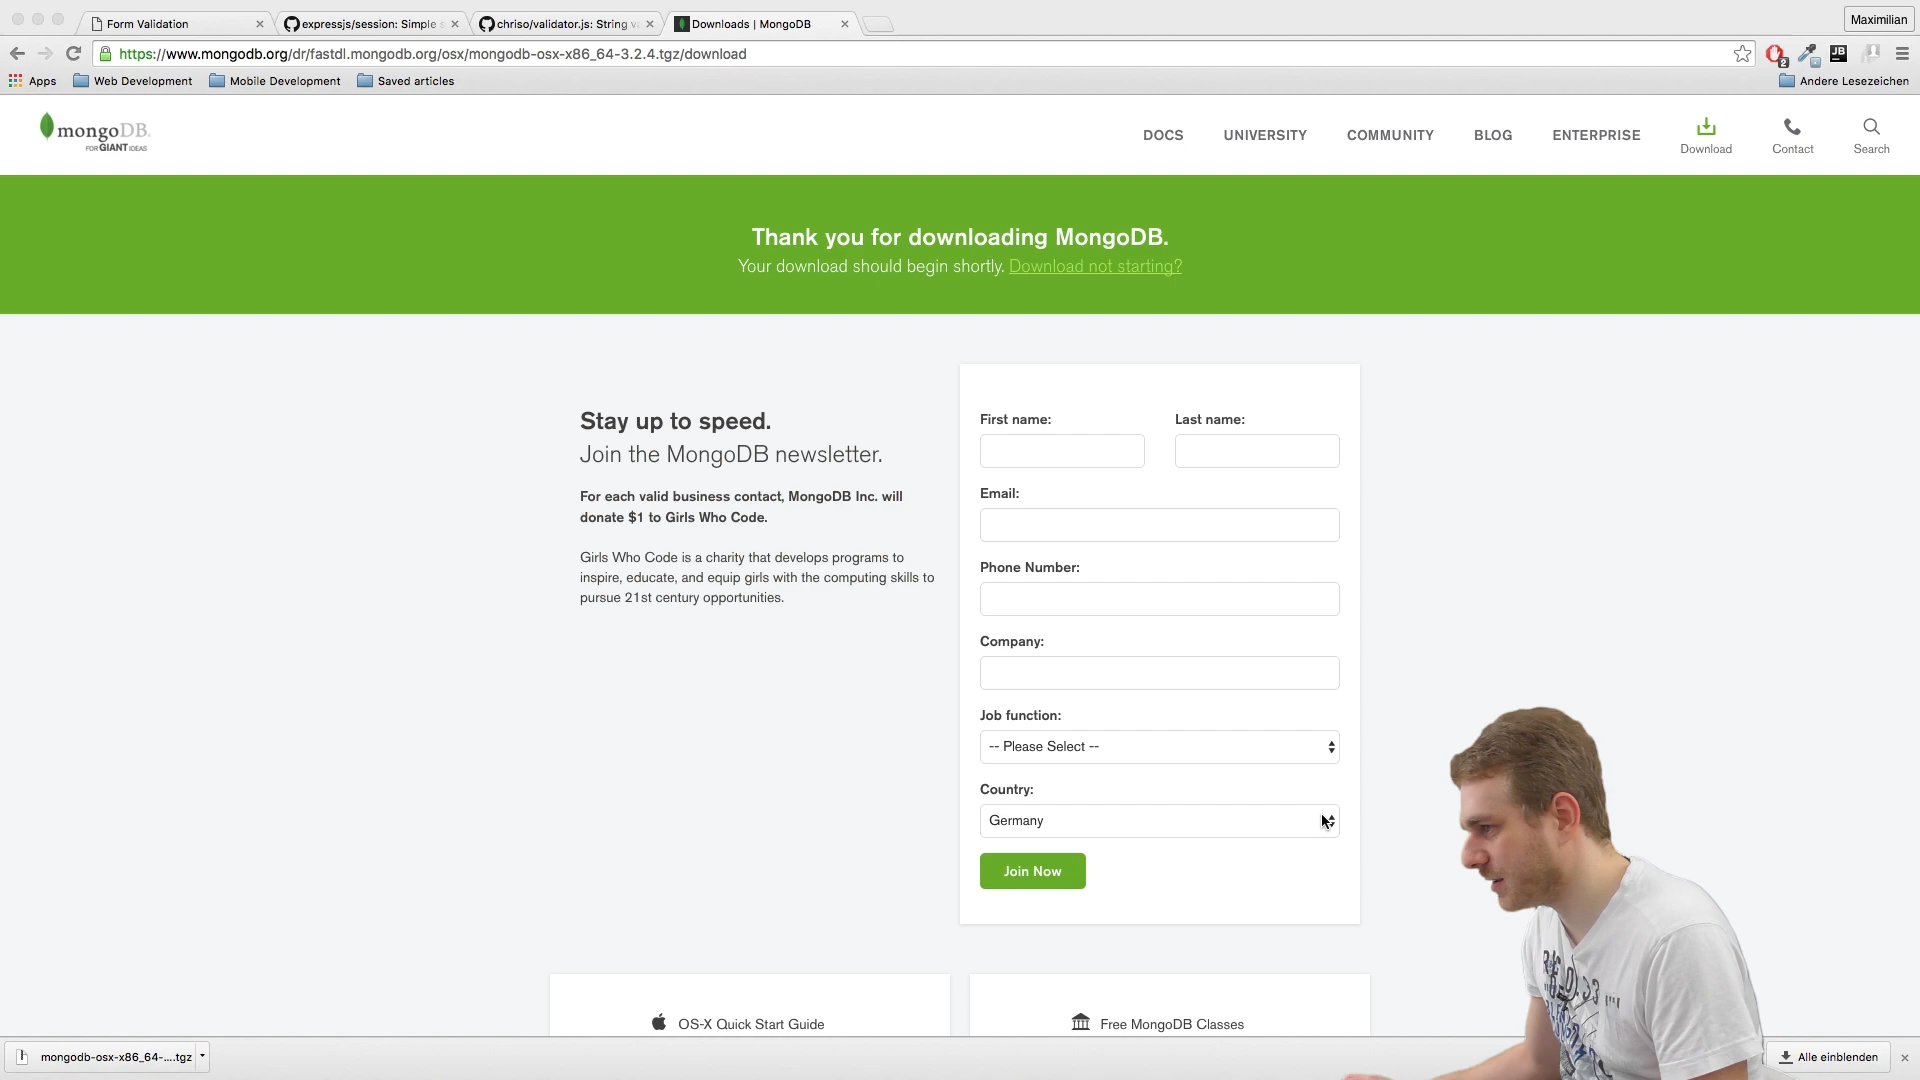 Form Validation
expressjs/session: Simple s
chriso/validator.js: String va
Downloads | MongoDB
Maximilian
https://www.mongodb.org/dr/fastdl.mongodb.org/osx/mongodb-osx-x86_64-3.2.4.tgz/download
2
JB
Apps
Web Development
Mobile Development
Saved articles
Andere Lesezeichen
mongoDB.
FOR GIANT IDEAS
DOCS
UNIVERSITY
COMMUNITY
BLOG
ENTERPRISE
Download
Contact
Search
Thank you for downloading MongoDB.
Your download should begin shortly. Download not starting?
Stay up to speed.
Join the MongoDB newsletter.
For each valid business contact, MongoDB Inc. will
donate $1 to Girls Who Code.
Girls Who Code is a charity that develops programs to
inspire, educate, and equip girls with the computing skills to
pursue 21st century opportunities.
First name:
Last name:
Email:
Phone Number:
Company:
Job function:
-- Please Select --
Country:
Germany
Join Now
OS-X Quick Start Guide
Free MongoDB Classes
mongodb-osx-x86_64-....tgz
Alle einblenden